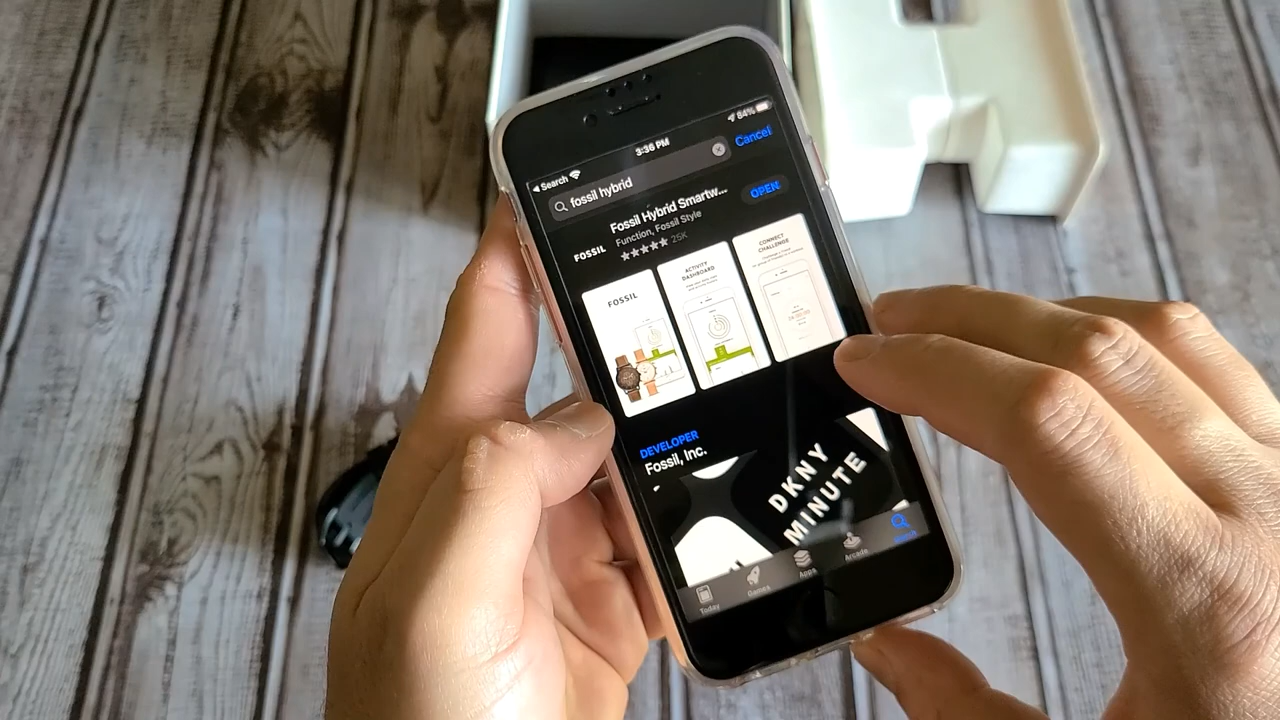 ◀ Search
3:36 PM
84%
fossil hybrid
Cancel
FOSSIL
Fossil Hybrid Smartw...
Function, Fossil Style
★★★★★ 25K
OPEN
FOSSIL
ACTIVITY
DASHBOARD
CONNECT
CHALLENGE
DEVELOPER
Fossil, Inc.
DKNY
MINUTE
Today
Games
Apps
Arcade
Search